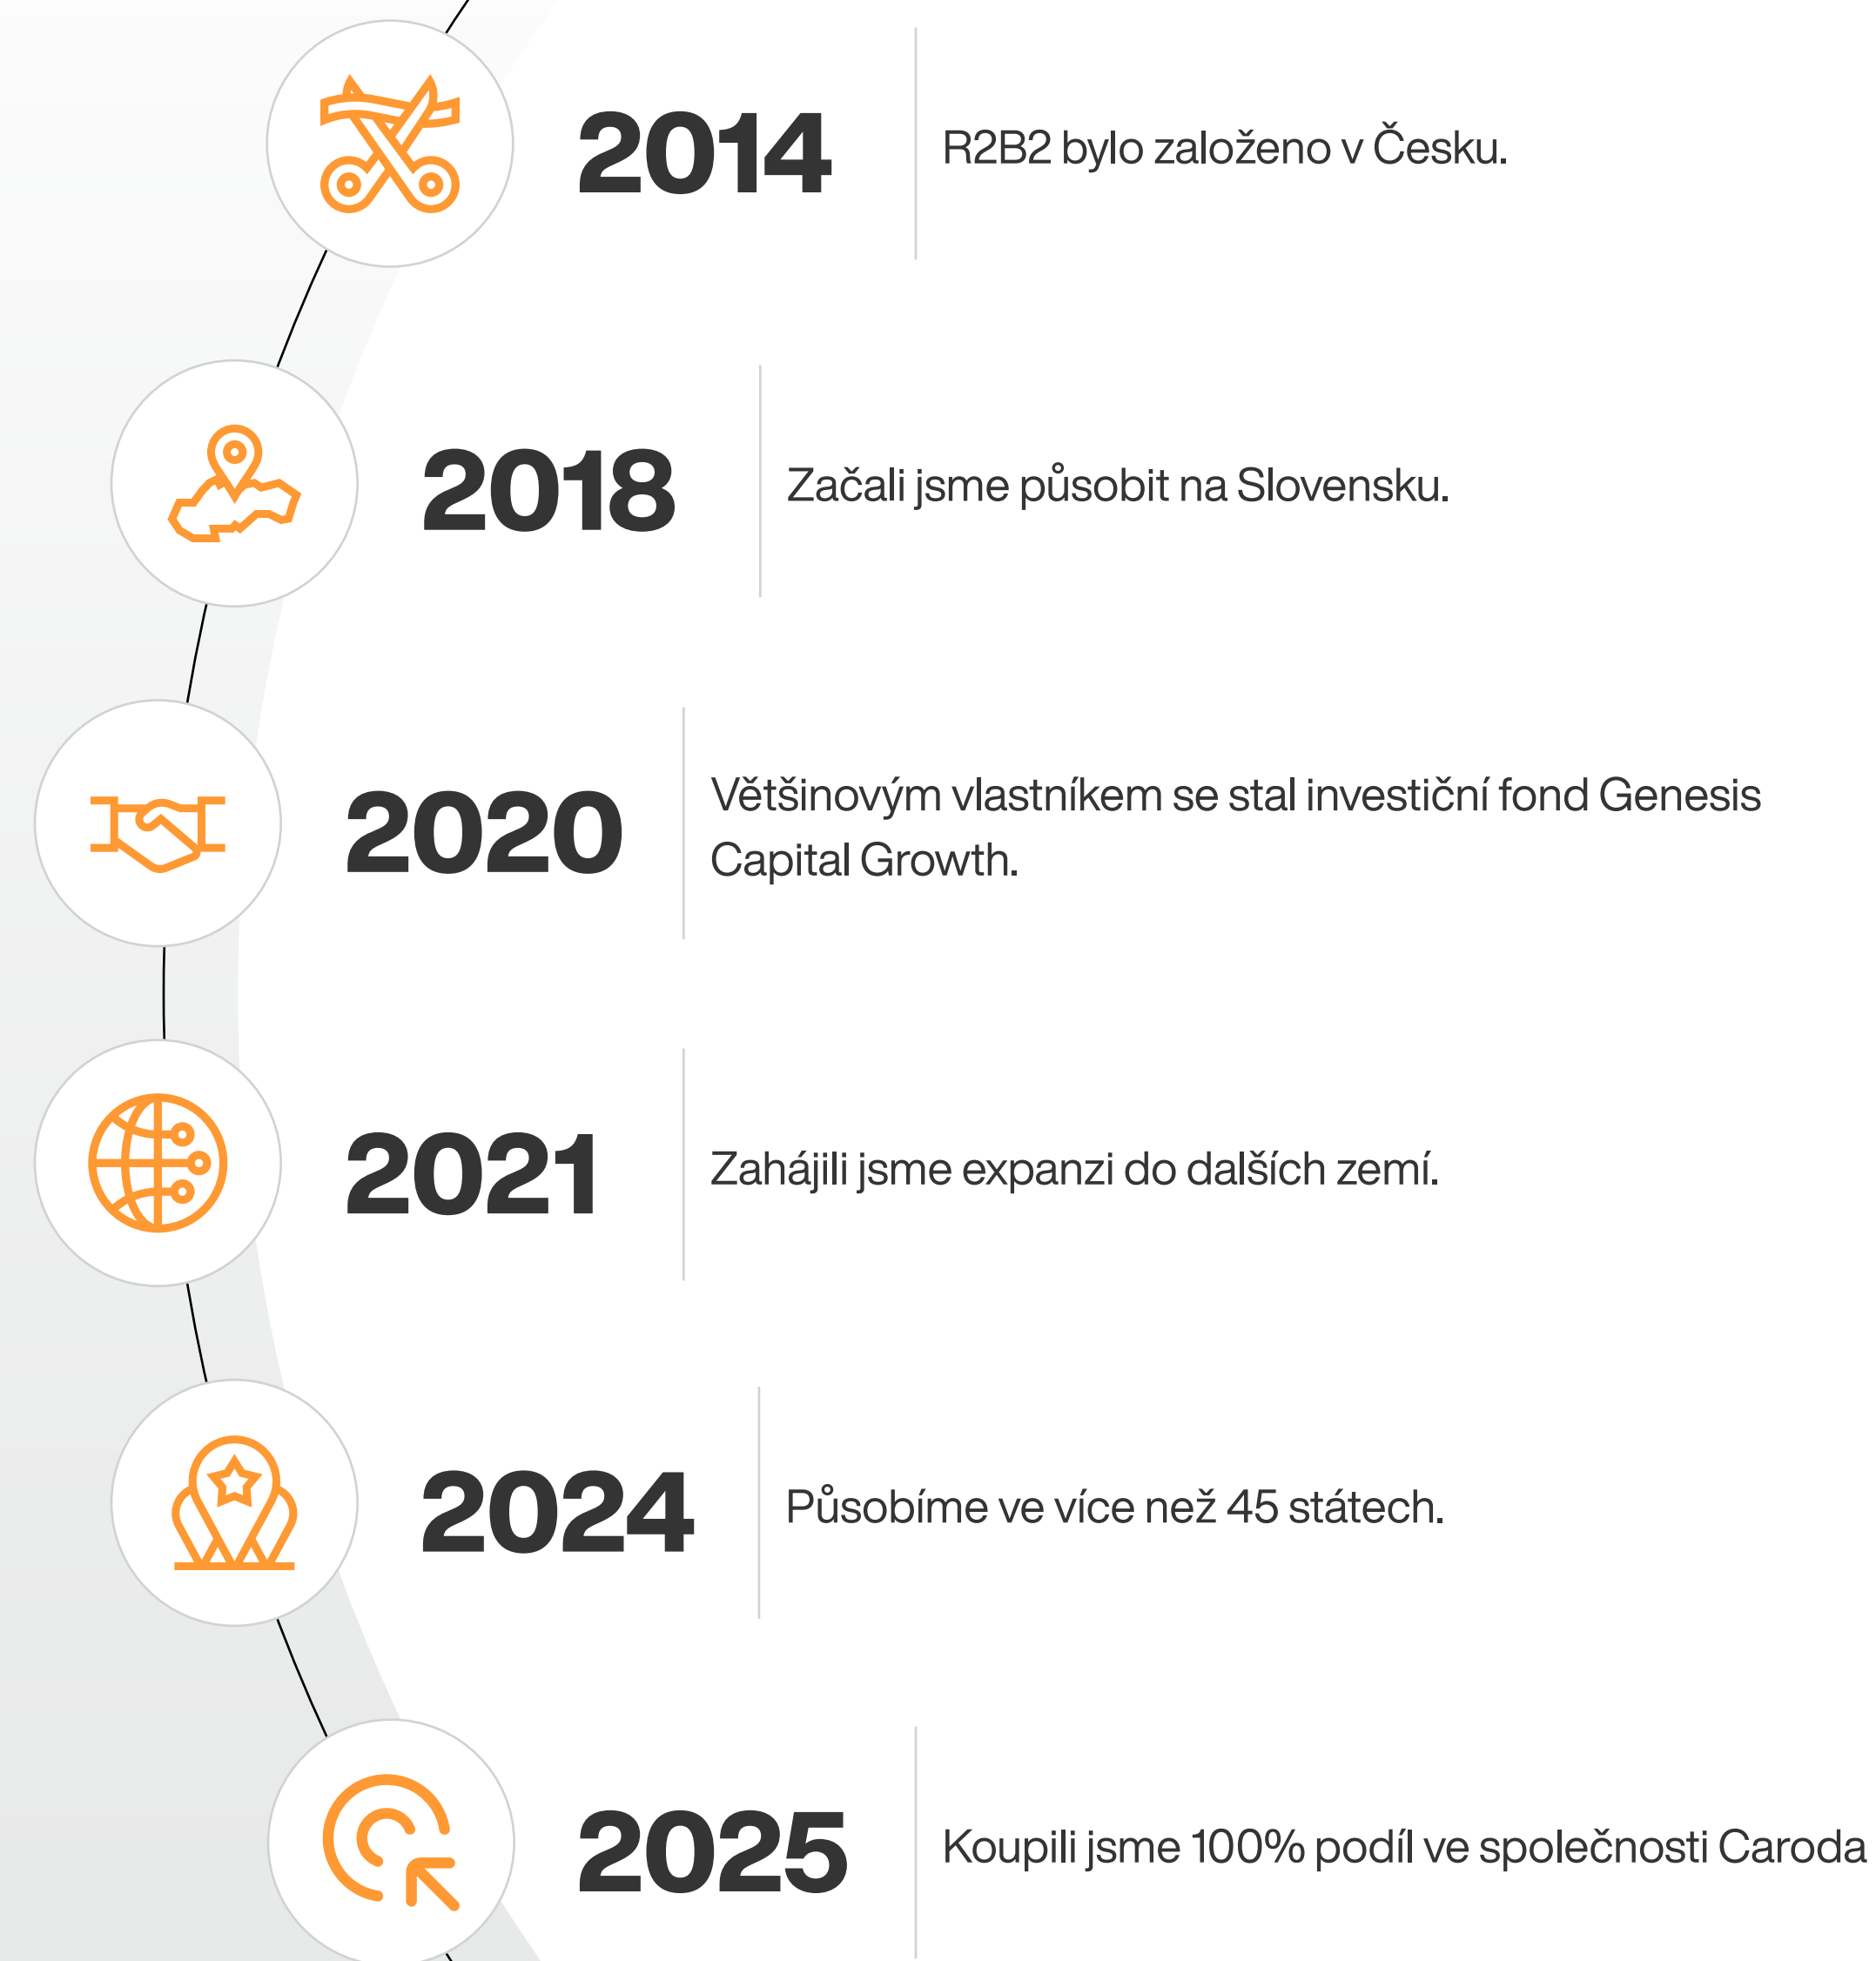 2014
R2B2 bylo založeno v Česku.
2018
Začali jsme působit na Slovensku.
2020
Většinovým vlastníkem se stal investiční fond Genesis
Capital Growth.
2021
Zahájili jsme expanzi do dalších zemí.
2024
Působíme ve více než 45 státech.
2025
Koupili jsme 100% podíl ve společnosti Caroda